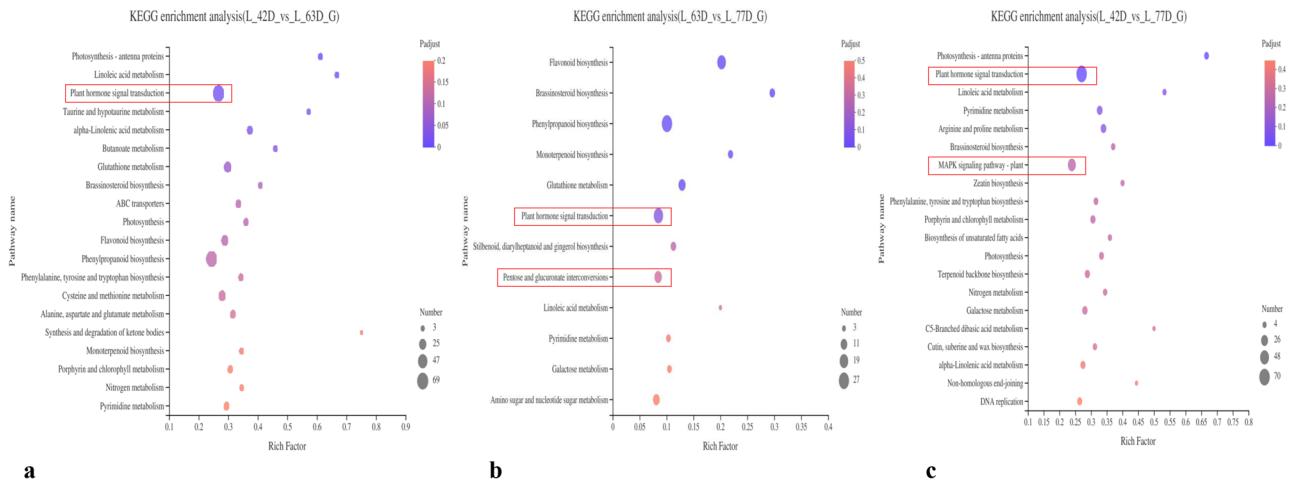 KEGG enrichment analysis(L_42D_vs_L_63D_G)
Pathway name
Photosynthesis - antenna proteins
Linoleic acid metabolism
Plant hormone signal transduction
Taurine and hypotaurine metabolism
alpha-Linolenic acid metabolism
Butanoate metabolism
Glutathione metabolism
Brassinosteroid biosynthesis
ABC transporters
Photosynthesis
Flavonoid biosynthesis
Phenylpropanoid biosynthesis
Phenylalanine, tyrosine and tryptophan biosynthesis
Cysteine and methionine metabolism
Alanine, aspartate and glutamate metabolism
Synthesis and degradation of ketone bodies
Monoterpenoid biosynthesis
Porphyrin and chlorophyll metabolism
Nitrogen metabolism
Pyrimidine metabolism
0.1 0.2 0.3 0.4 0.5 0.6 0.7 0.8 0.9
Rich Factor
Padjust
0.2
0.15
0.1
0.05
0
Number
3
25
47
69
a
KEGG enrichment analysis(L_63D_vs_L_77D_G)
Pathway name
Flavonoid biosynthesis
Brassinosteroid biosynthesis
Phenylpropanoid biosynthesis
Monoterpenoid biosynthesis
Glutathione metabolism
Plant hormone signal transduction
Stilbenoid, diarylheptanoid and gingerol biosynthesis
Pentose and glucuronate interconversions
Linoleic acid metabolism
Pyrimidine metabolism
Galactose metabolism
Amino sugar and nucleotide sugar metabolism
0 0.05 0.1 0.15 0.2 0.25 0.3 0.35 0.4
Rich Factor
Padjust
0.5
0.4
0.3
0.2
0.1
0
Number
3
11
19
27
b
KEGG enrichment analysis(L_42D_vs_L_77D_G)
Pathway name
Photosynthesis - antenna proteins
Plant hormone signal transduction
Linoleic acid metabolism
Pyrimidine metabolism
Arginine and proline metabolism
Brassinosteroid biosynthesis
MAPK signaling pathway - plant
Zeatin biosynthesis
Phenylalanine, tyrosine and tryptophan biosynthesis
Porphyrin and chlorophyll metabolism
Biosynthesis of unsaturated fatty acids
Photosynthesis
Terpenoid backbone biosynthesis
Nitrogen metabolism
Galactose metabolism
C5-Branched dibasic acid metabolism
Cutin, suberine and wax biosynthesis
alpha-Linolenic acid metabolism
Non-homologous end-joining
DNA replication
0.1 0.15 0.2 0.25 0.3 0.35 0.4 0.45 0.5 0.55 0.6 0.65 0.7 0.75 0.8
Rich Factor
Padjust
0.4
0.3
0.2
0.1
0
Number
4
26
48
70
c